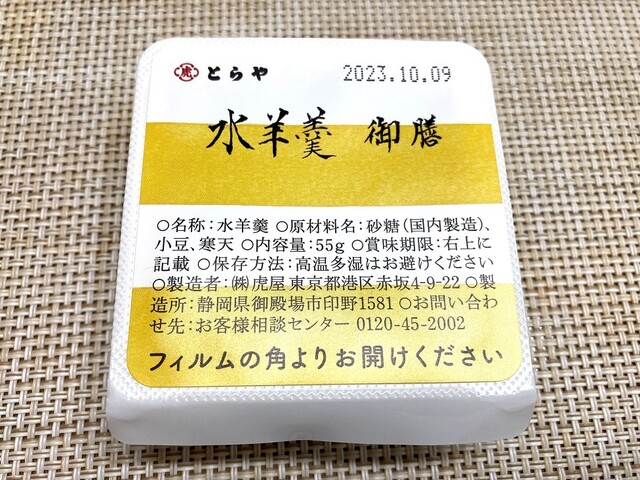 虎 とらや 2023.10.09
水羊羹 御膳
○名称:水羊羹 ○原材料名:砂糖(国内製造)、
小豆、寒天 ○内容量:55g ○賞味期限:右上に
記載 ○保存方法:高温多湿はお避けください
○製造者:㈱虎屋 東京都港区赤坂4-9-22 ○製
造所:静岡県御殿場市印野1581 ○お問い合わ
せ先:お客様相談センター 0120-45-2002
フィルムの角よりお開けください